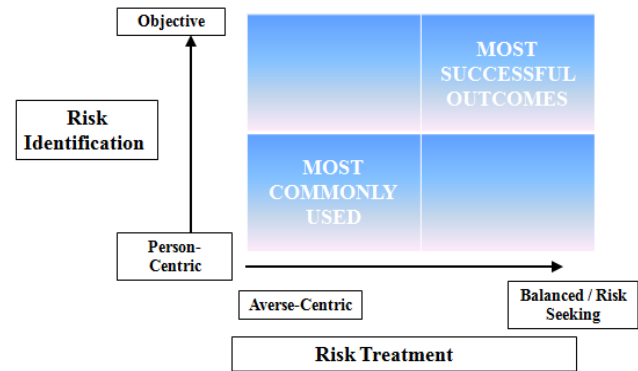 Objective
MOST
SUCCESSFUL
OUTCOMES
Risk
Identification
MOST
COMMONLY
USED
Person-
Centric
Averse-Centric
Balanced / Risk
Seeking
Risk Treatment